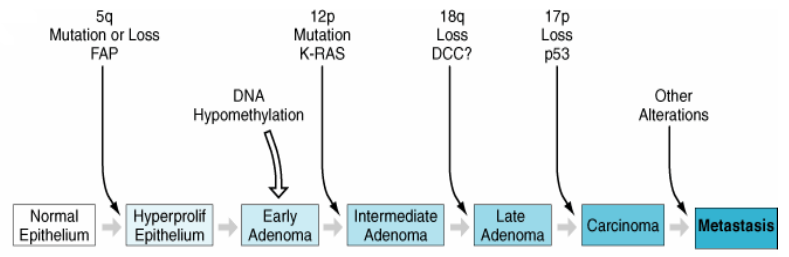 5q
Mutation or Loss
FAP
12p
Mutation
K-RAS
18q
Loss
DCC?
17p
Loss
p53
DNA
Hypomethylation
Other
Alterations
Normal
Epithelium
Hyperprolif
Epithelium
Early
Adenoma
Intermediate
Adenoma
Late
Adenoma
Carcinoma
Metastasis